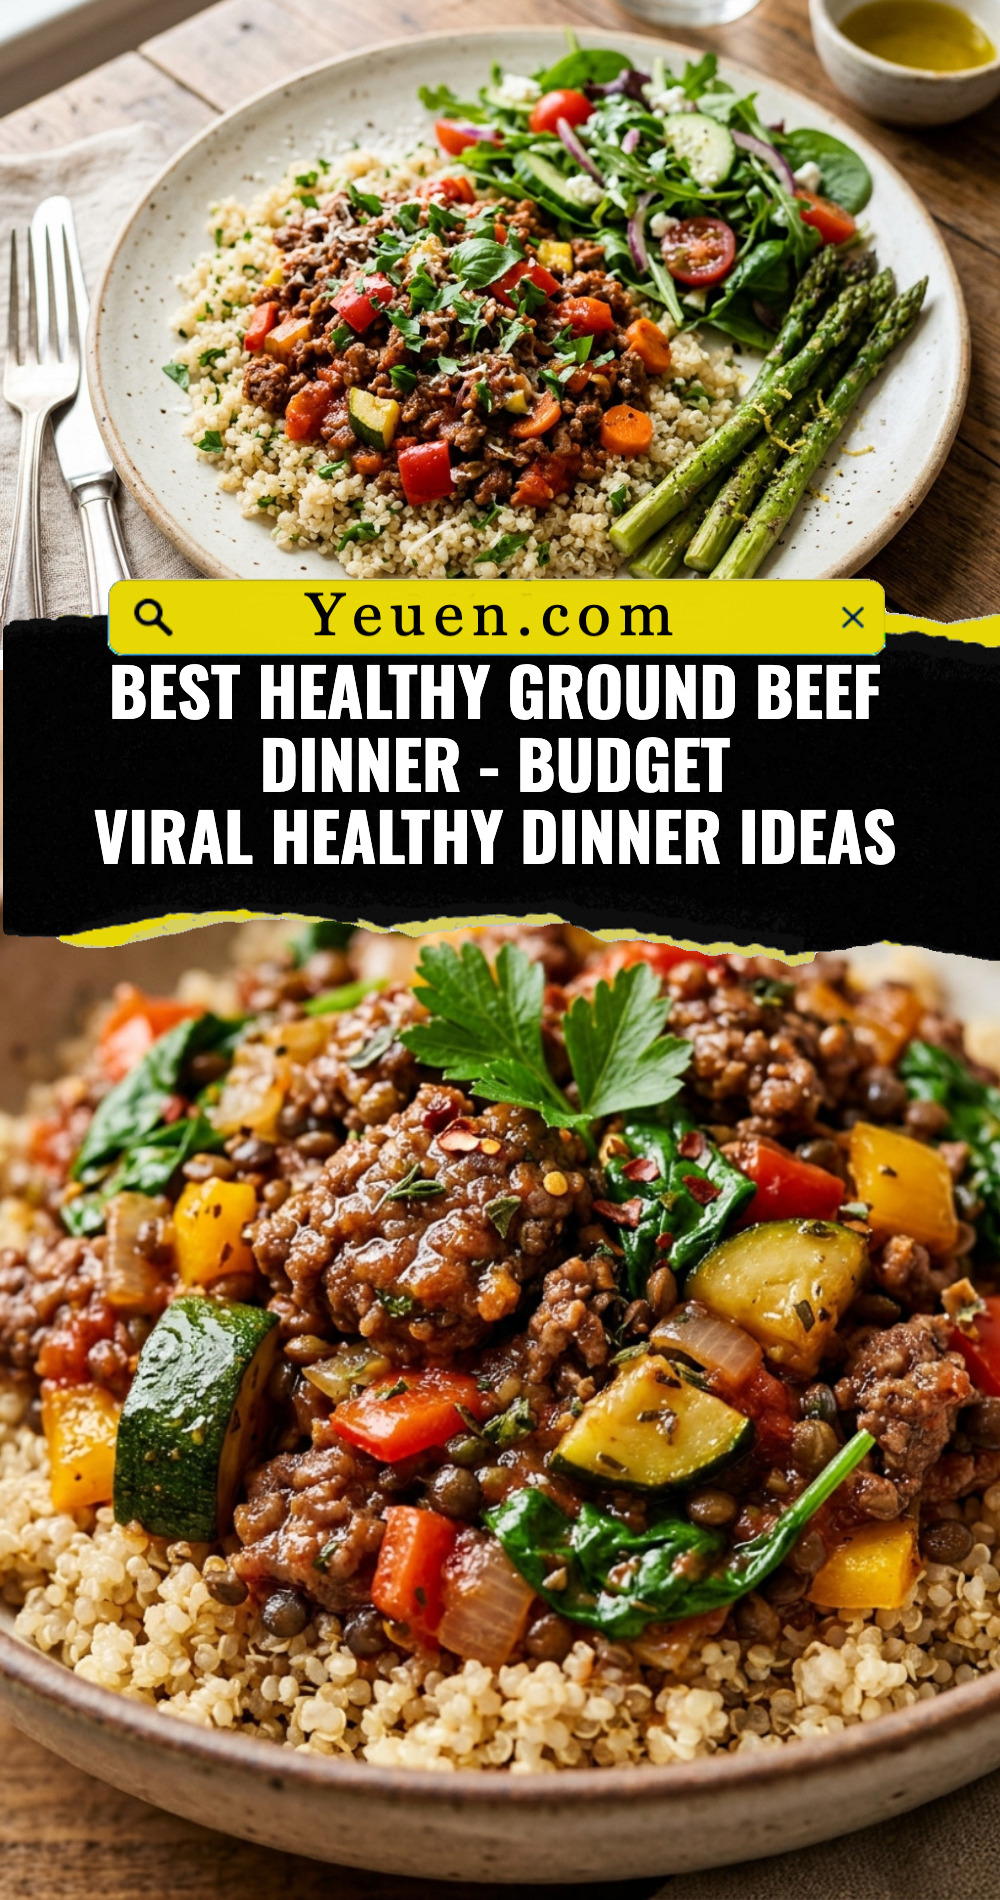 Yeuen.com
BEST HEALTHY GROUND BEEF
DINNER - BUDGET
VIRAL HEALTHY DINNER IDEAS